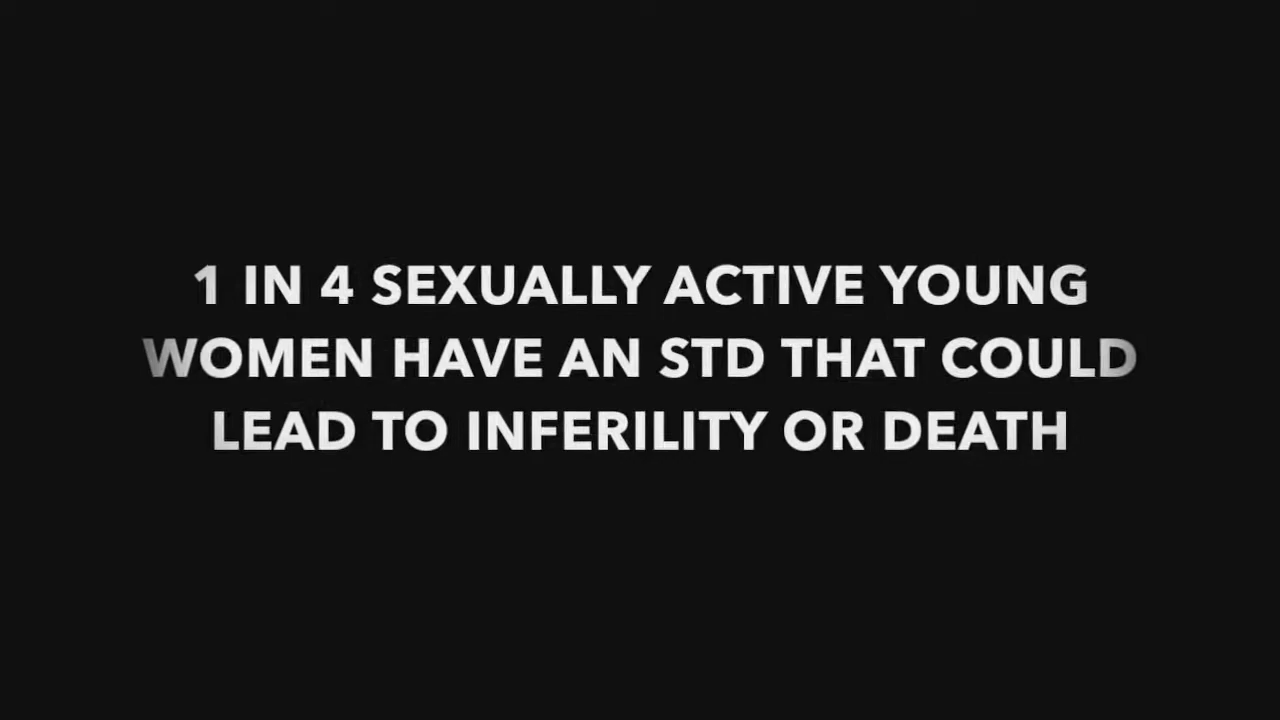 1 IN 4 SEXUALLY ACTIVE YOUNG
WOMEN HAVE AN STD THAT COULD
LEAD TO INFERILITY OR DEATH